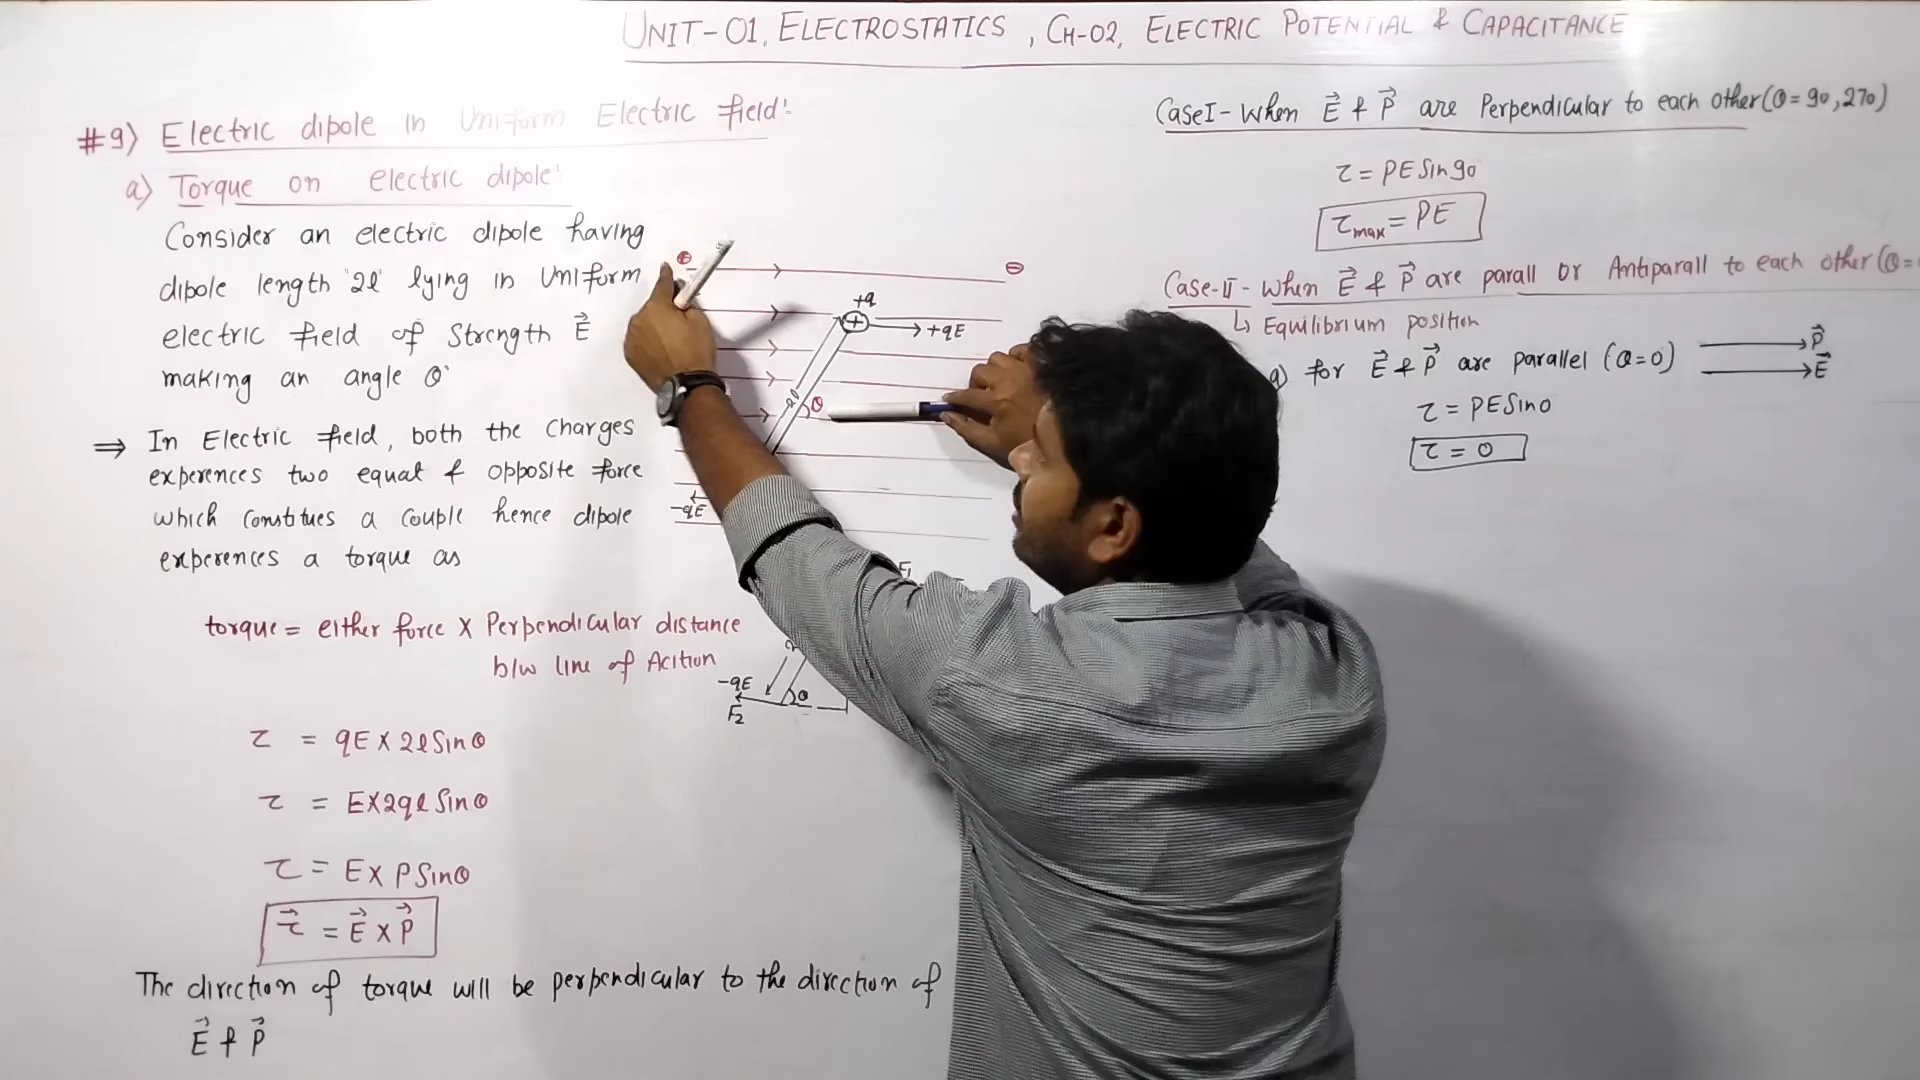 UNIT-01, ELECTROSTATICS , CH-02, ELECTRIC POTENTIAL & CAPACITANCE
#9) Electric dipole in Uniform Electric field:
a) Torque on electric dipole:
Consider an electric dipole having
dipole length '2l' lying in Uniform
electric field of Strength E⃗
making an angle θ
⇒ In Electric field, both the charges
experences two equal & opposite force
which constitues a couple hence dipole
experences a torque as
torque = either force × Perpendicular distance
b/w line of Acition
τ = qE × 2l Sinθ
τ = E×2ql Sinθ
τ = E× P Sinθ
τ⃗ = E⃗ × P⃗
The direction of torque will be perpendicular to the direction of
E⃗ & P⃗
+q
+qE
2l
θ
-qE
F1
-qE
F2
θ
Case I - When E⃗ & P⃗ are Perpendicular to each other (θ = 90, 270)
τ = PE Sin90
τmax = PE
Case-II - When E⃗ & P⃗ are parall or Antiparall to each other (θ =
↳ Equilibrium position
a) for E⃗ & P⃗ are parallel (θ=0)
P⃗
E⃗
τ = PE Sin0
τ = 0